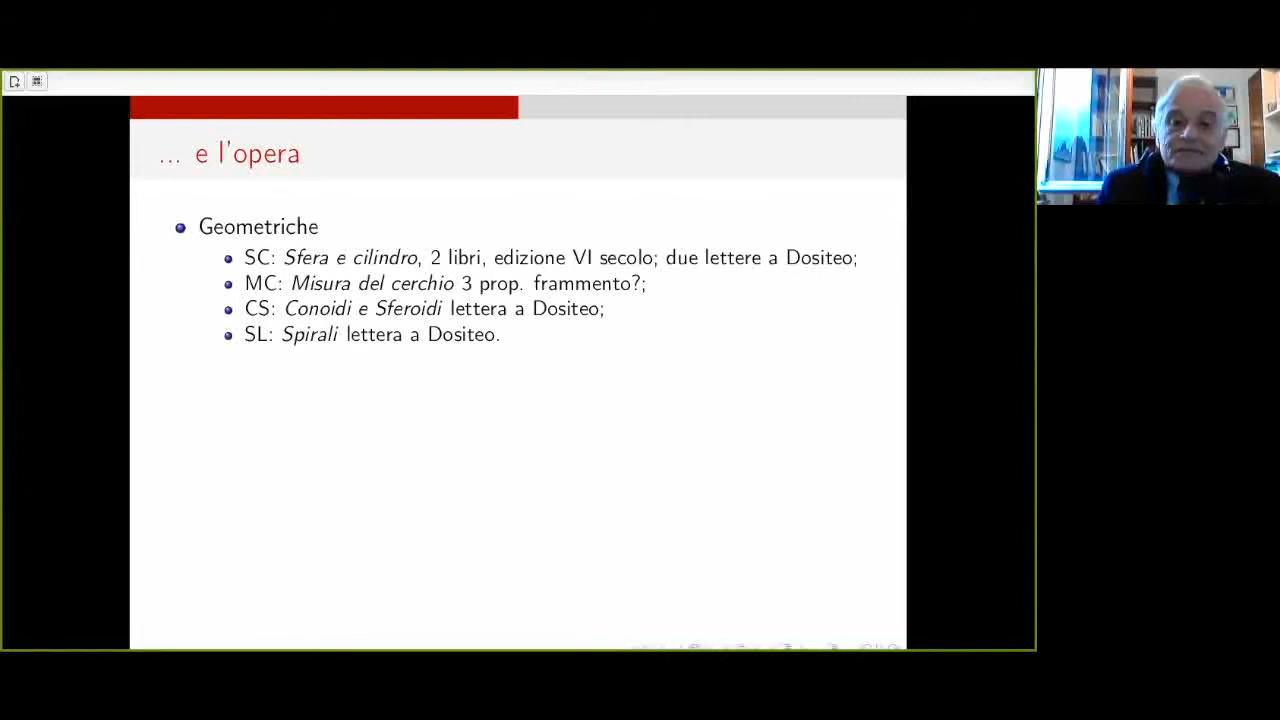 ... e l'opera
Geometriche
SC: Sfera e cilindro, 2 libri, edizione VI secolo; due lettere a Dositeo;
MC: Misura del cerchio 3 prop. frammento?;
CS: Conoidi e Sferoidi lettera a Dositeo;
SL: Spirali lettera a Dositeo.